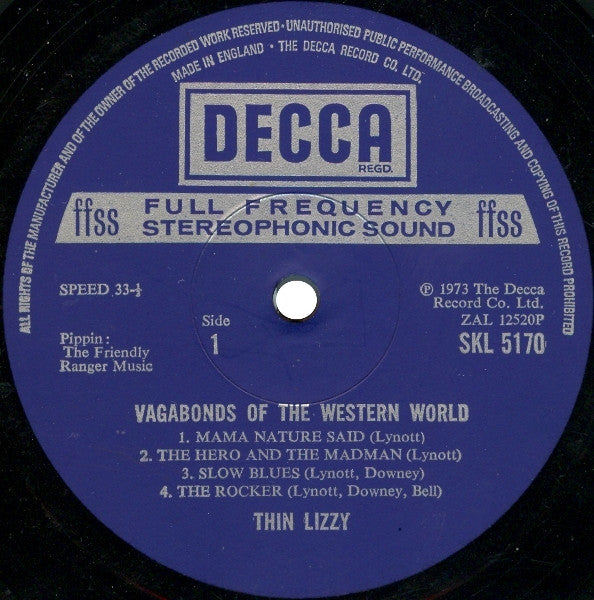 ALL RIGHTS OF THE MANUFACTURER AND OF THE OWNER OF THE RECORDED WORK RESERVED · UNAUTHORISED PUBLIC PERFORMANCE BROADCASTING AND COPYING OF THIS RECORD PROHIBITED
MADE IN ENGLAND · THE DECCA RECORD CO. LTD.
DECCA
REGD.
ffss FULL FREQUENCY ffss
STEREOPHONIC SOUND
SPEED 33-⅓
℗ 1973 The Decca
Record Co. Ltd.
ZAL 12520P
SKL 5170
Side
1
Pippin:
The Friendly
Ranger Music
VAGABONDS OF THE WESTERN WORLD
1. MAMA NATURE SAID (Lynott)
2. THE HERO AND THE MADMAN (Lynott)
3. SLOW BLUES (Lynott, Downey)
4. THE ROCKER (Lynott, Downey, Bell)
THIN LIZZY